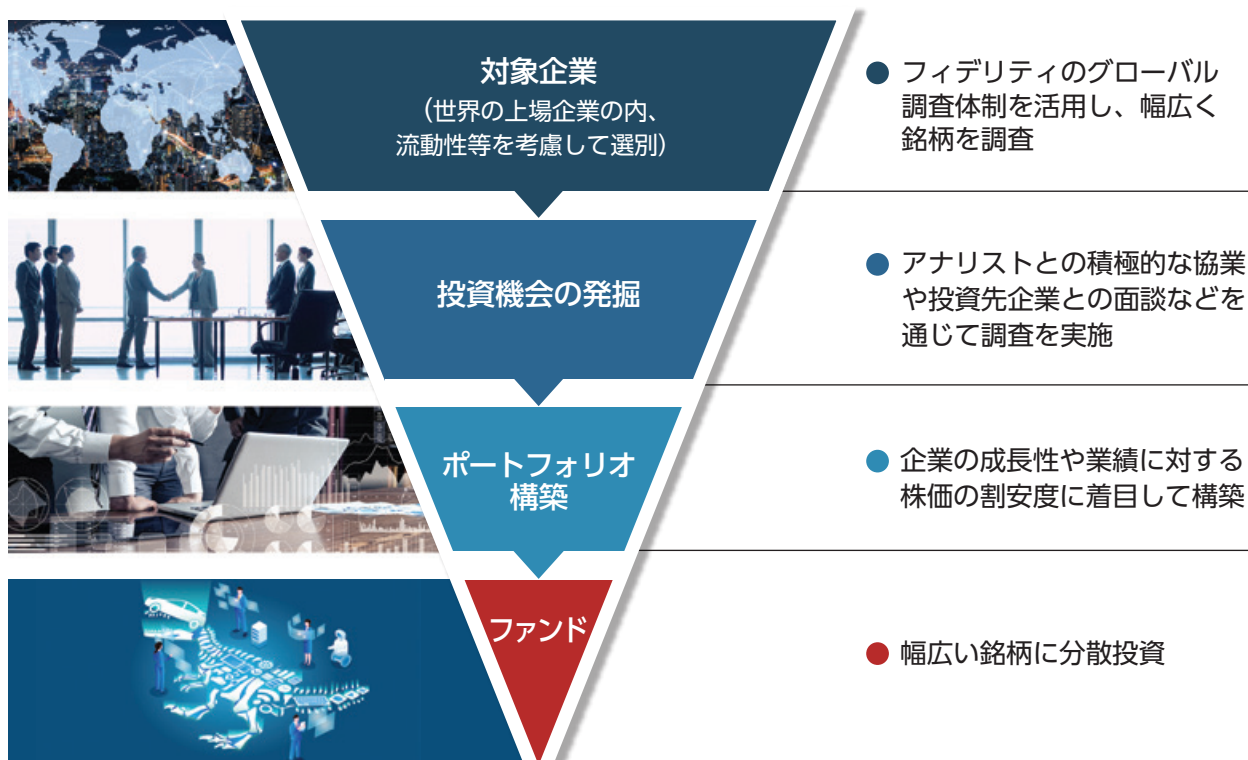 対象企業
（世界の上場企業の内、
流動性等を考慮して選別）
フィデリティのグローバル
調査体制を活用し、幅広く
銘柄を調査
投資機会の発掘
アナリストとの積極的な協業
や投資先企業との面談などを
通じて調査を実施
ポートフォリオ
構築
企業の成長性や業績に対する
株価の割安度に着目して構築
ファンド
幅広い銘柄に分散投資